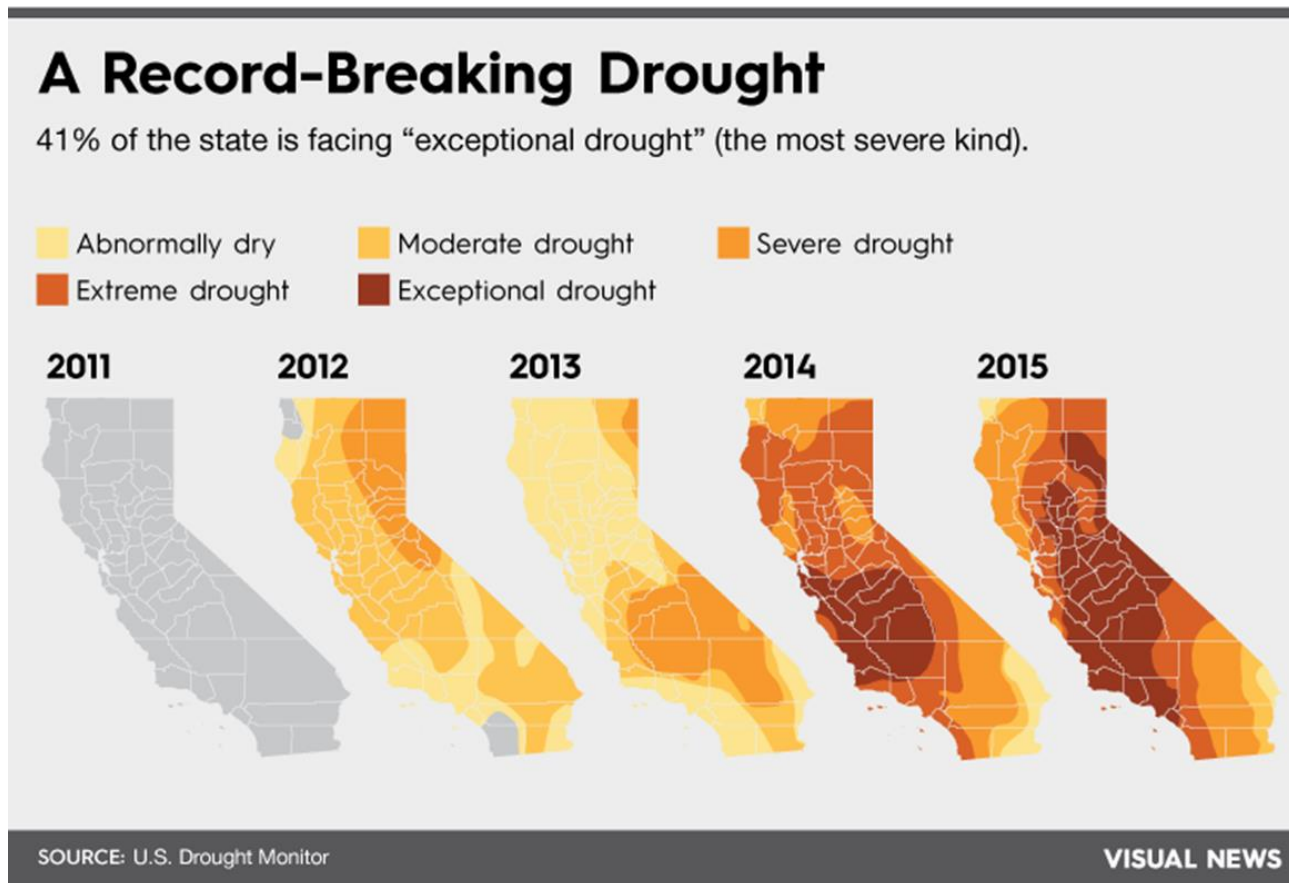 A Record-Breaking Drought
41% of the state is facing “exceptional drought” (the most severe kind).
Abnormally dry Moderate drought Severe drought
Extreme drought Exceptional drought
2011 2012 2013 2014 2015
SOURCE: U.S. Drought Monitor VISUAL NEWS